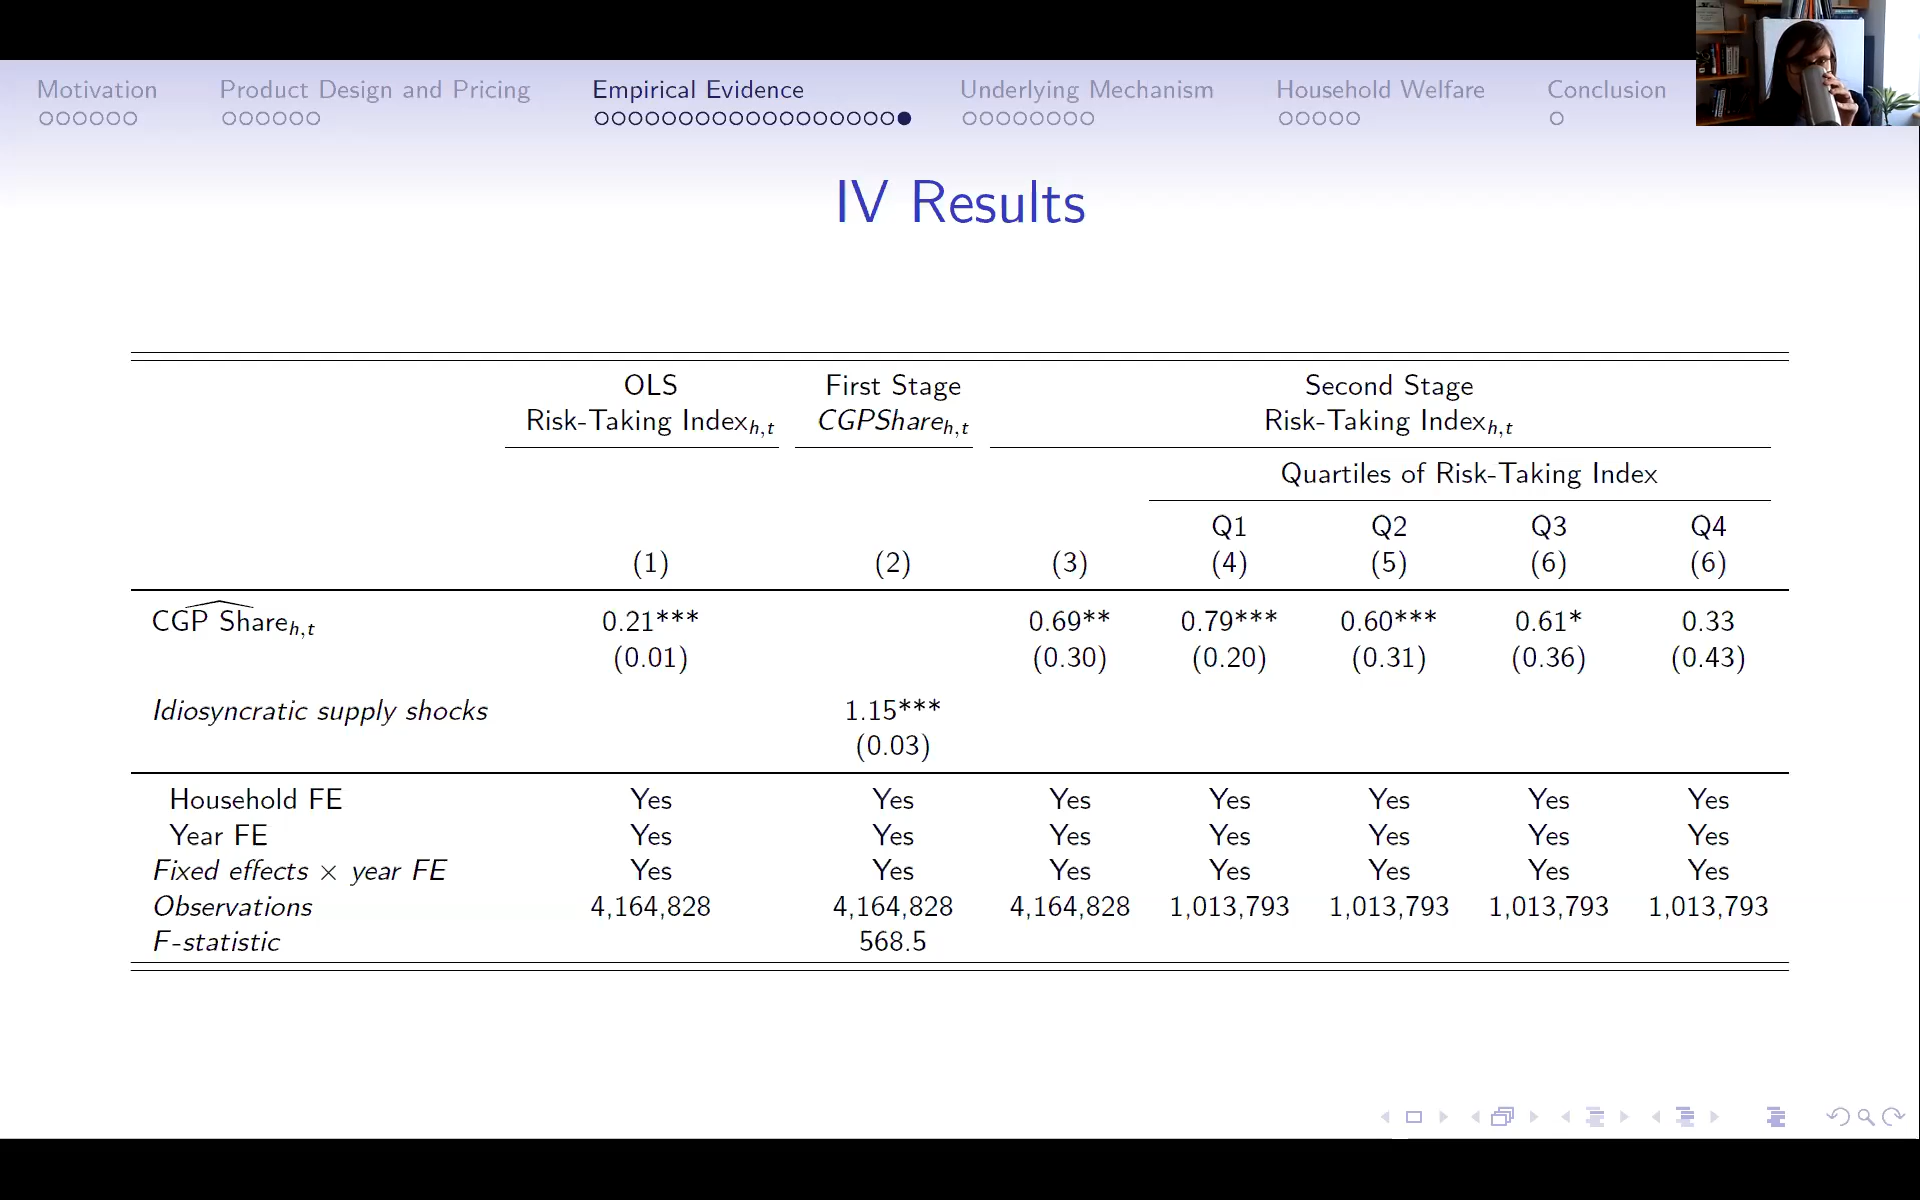 Motivation Product Design and Pricing Empirical Evidence Underlying Mechanism Household Welfare Conclusion
IV Results
OLS First Stage Second Stage
Risk-Taking Index h,t CGPShare h,t Risk-Taking Index h,t
Quartiles of Risk-Taking Index
Q1 Q2 Q3 Q4
(1) (2) (3) (4) (5) (6) (6)
CGP Share h,t 0.21*** 0.69** 0.79*** 0.60*** 0.61* 0.33
(0.01) (0.30) (0.20) (0.31) (0.36) (0.43)
Idiosyncratic supply shocks 1.15***
(0.03)
Household FE Yes Yes Yes Yes Yes Yes Yes
Year FE Yes Yes Yes Yes Yes Yes Yes
Fixed effects × year FE Yes Yes Yes Yes Yes Yes Yes
Observations 4,164,828 4,164,828 4,164,828 1,013,793 1,013,793 1,013,793 1,013,793
F-statistic 568.5